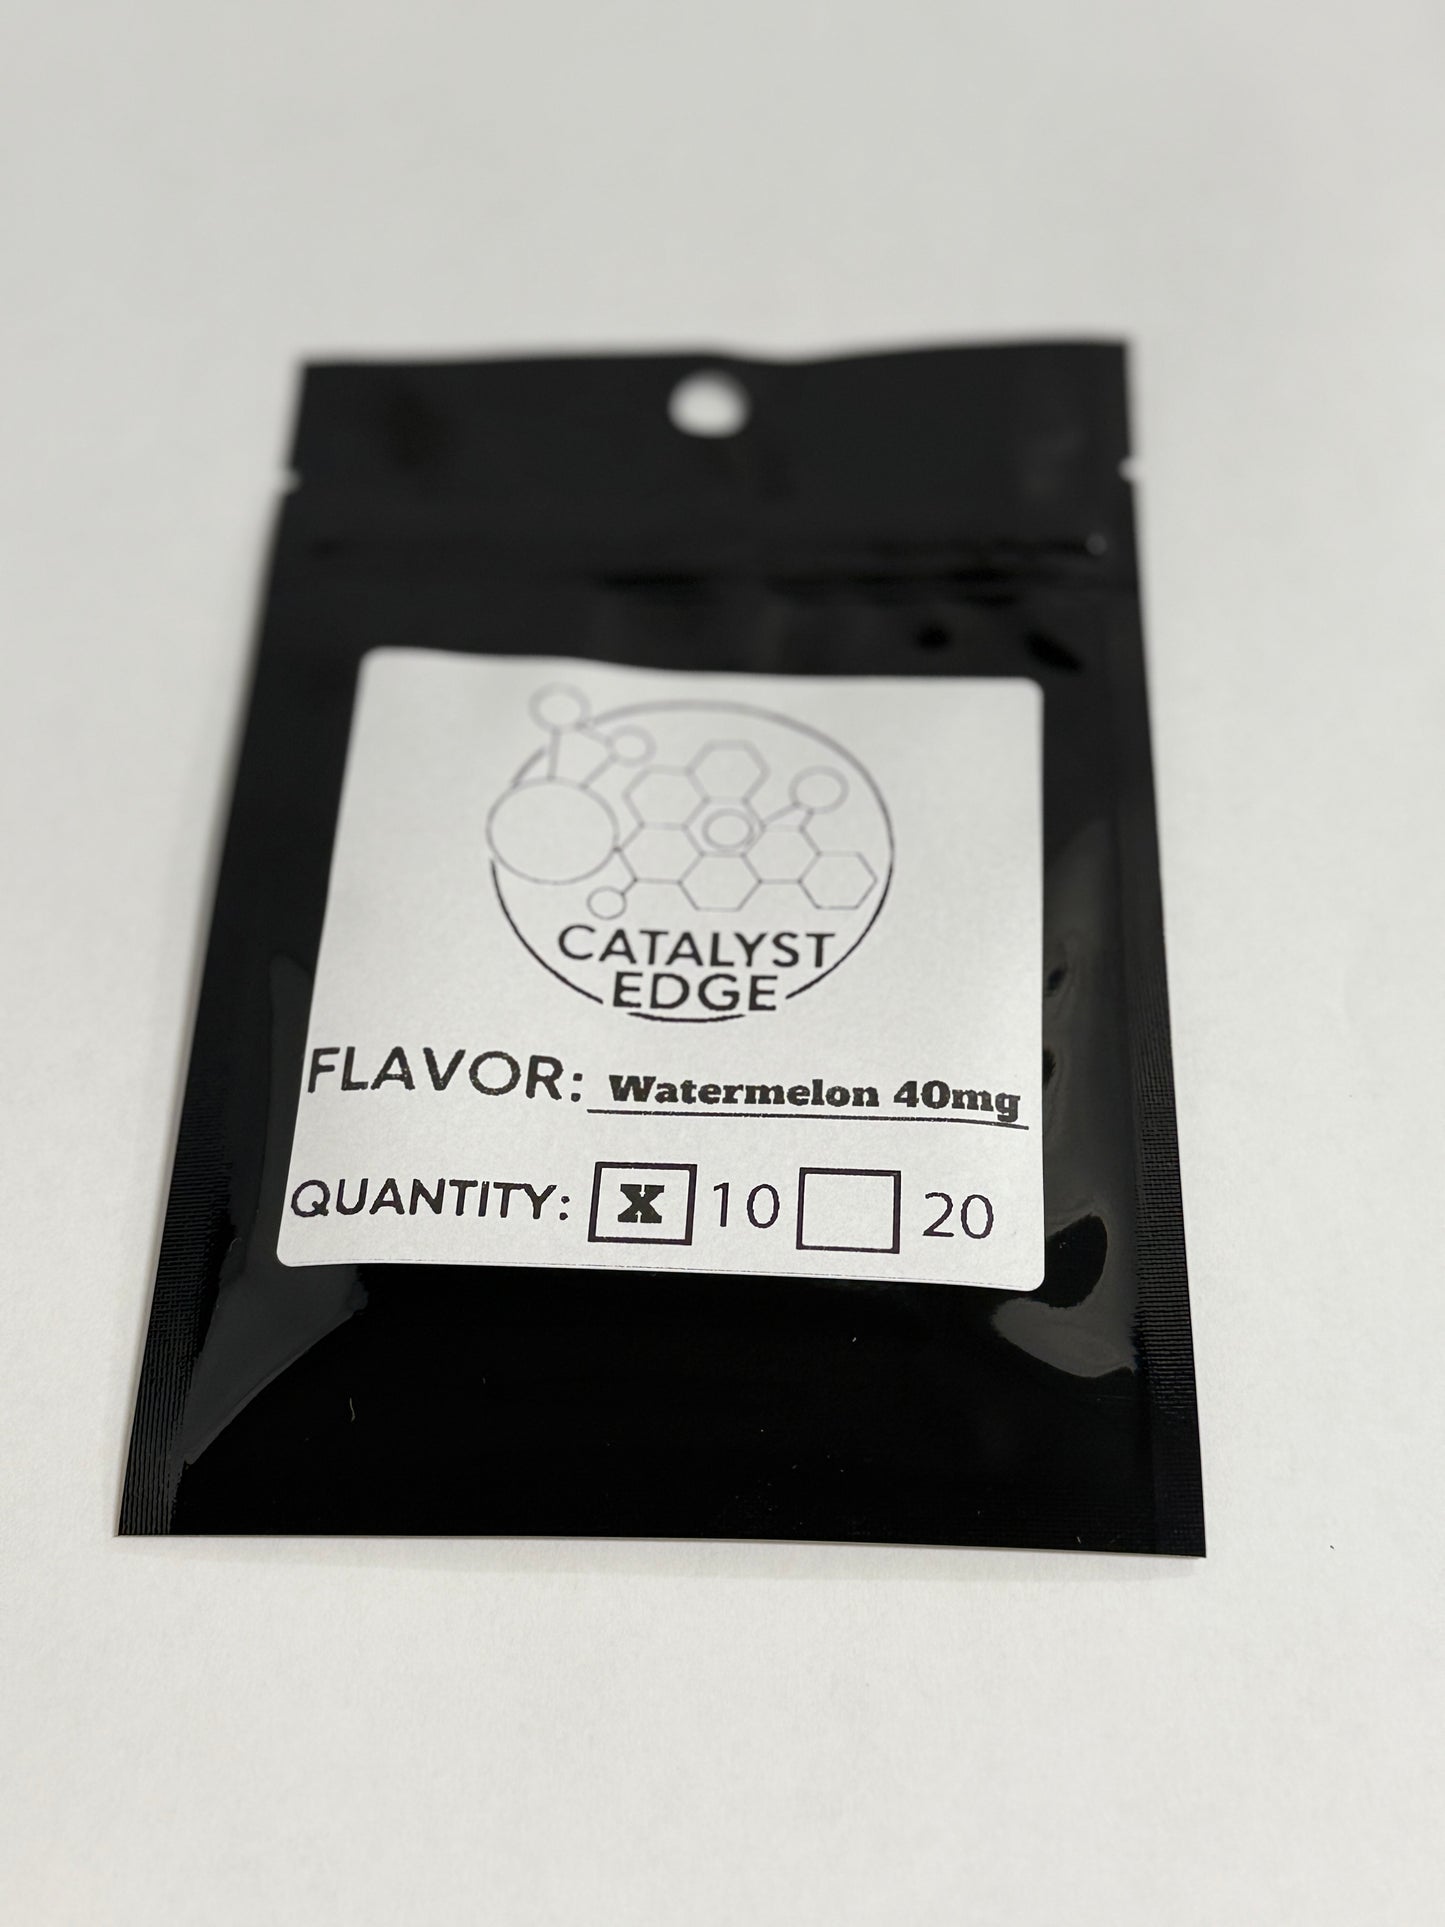 CATALYST
EDGE
FLAVOR: Watermelon 40mg
QUANTITY: X 10 20